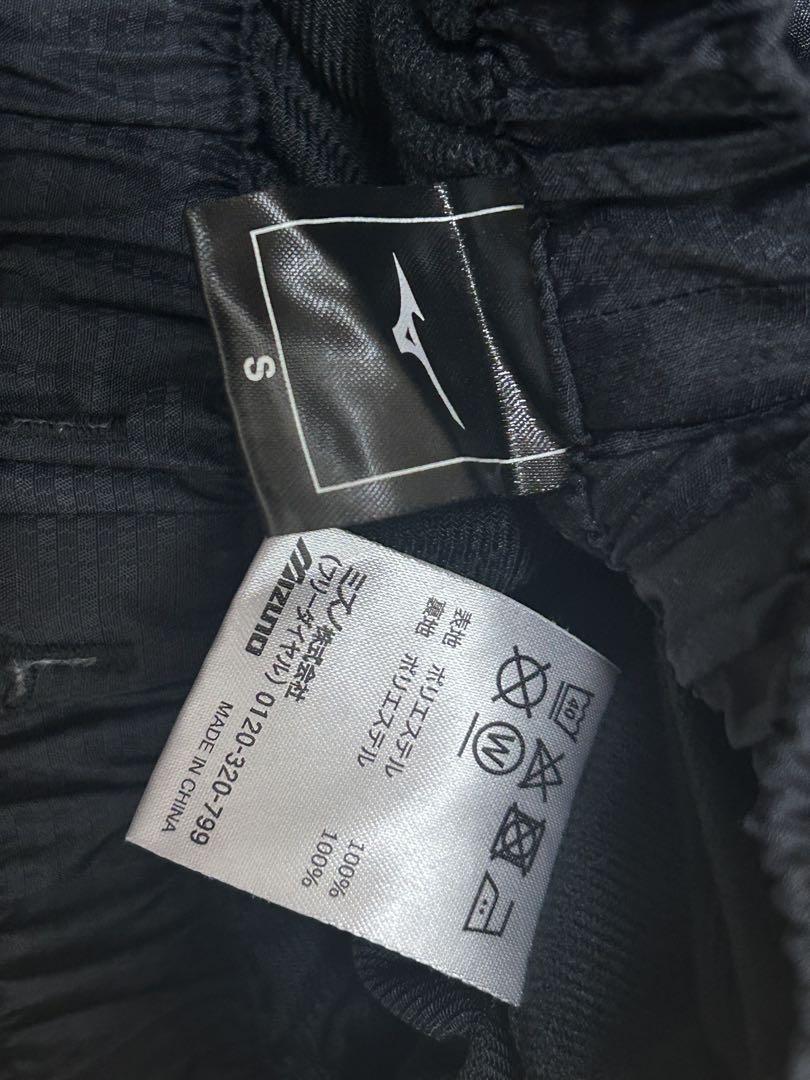 S
40
W
表地 ポリエステル 100%
裏地 ポリエステル 100%
ミズノ株式会社
(フリーダイヤル) 0120-320-799
MIZUNO
MADE IN CHINA